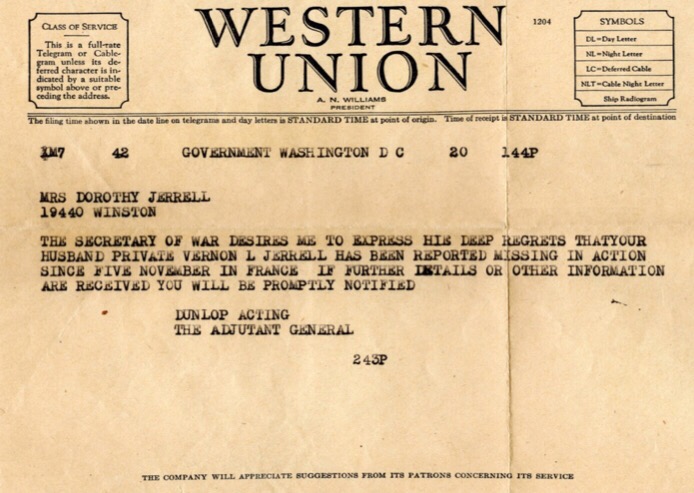 CLASS OF SERVICE
This is a full-rate
Telegram or Cable-
gram unless its de-
ferred character is in-
dicated by a suitable
symbol above or pre-
ceding the address.
WESTERN
UNION
A. N. WILLIAMS
PRESIDENT
1204
SYMBOLS
DL=Day Letter
NL=Night Letter
LC=Deferred Cable
NLT=Cable Night Letter
Ship Radiogram
The filing time shown in the date line on telegrams and day letters is STANDARD TIME at point of origin. Time of receipt is STANDARD TIME at point of destination
XM7 42 GOVERNMENT WASHINGTON D C 20 144P
MRS DOROTHY JERRELL
19440 WINSTON
THE SECRETARY OF WAR DESIRES ME TO EXPRESS HIE DEEP REGRETS THATYOUR
HUSBAND PRIVATE VERNON L JERRELL HAS BEEN REPORTED MISSING IN ACTION
SINCE FIVE NOVEMBER IN FRANCE IF FURTHER DETAILS OR OTHER INFORMATION
ARE RECEIVED YOU WILL BE PROMPTLY NOTIFIED
DUNLOP ACTING
THE ADJUTANT GENERAL
243P
THE COMPANY WILL APPRECIATE SUGGESTIONS FROM ITS PATRONS CONCERNING ITS SERVICE